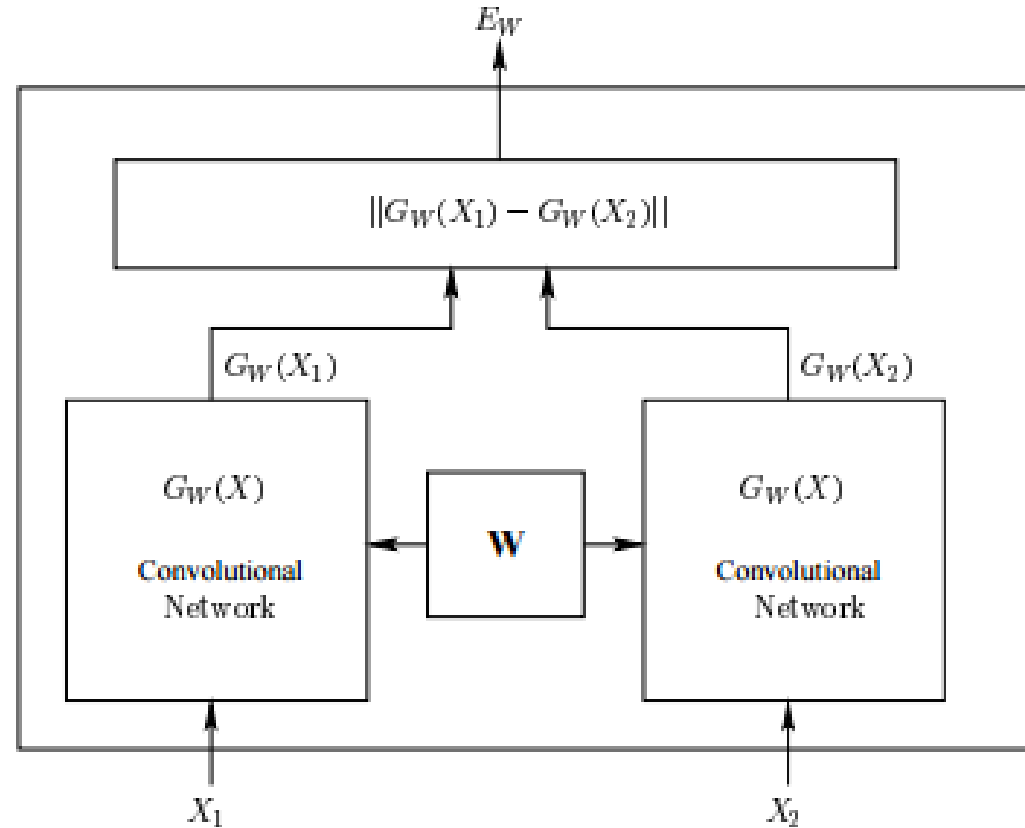 E_W
||G_W(X_1) − G_W(X_2)||
G_W(X_1)
G_W(X_2)
G_W(X)
Convolutional
Network
W
G_W(X)
Convolutional
Network
X_1
X_2